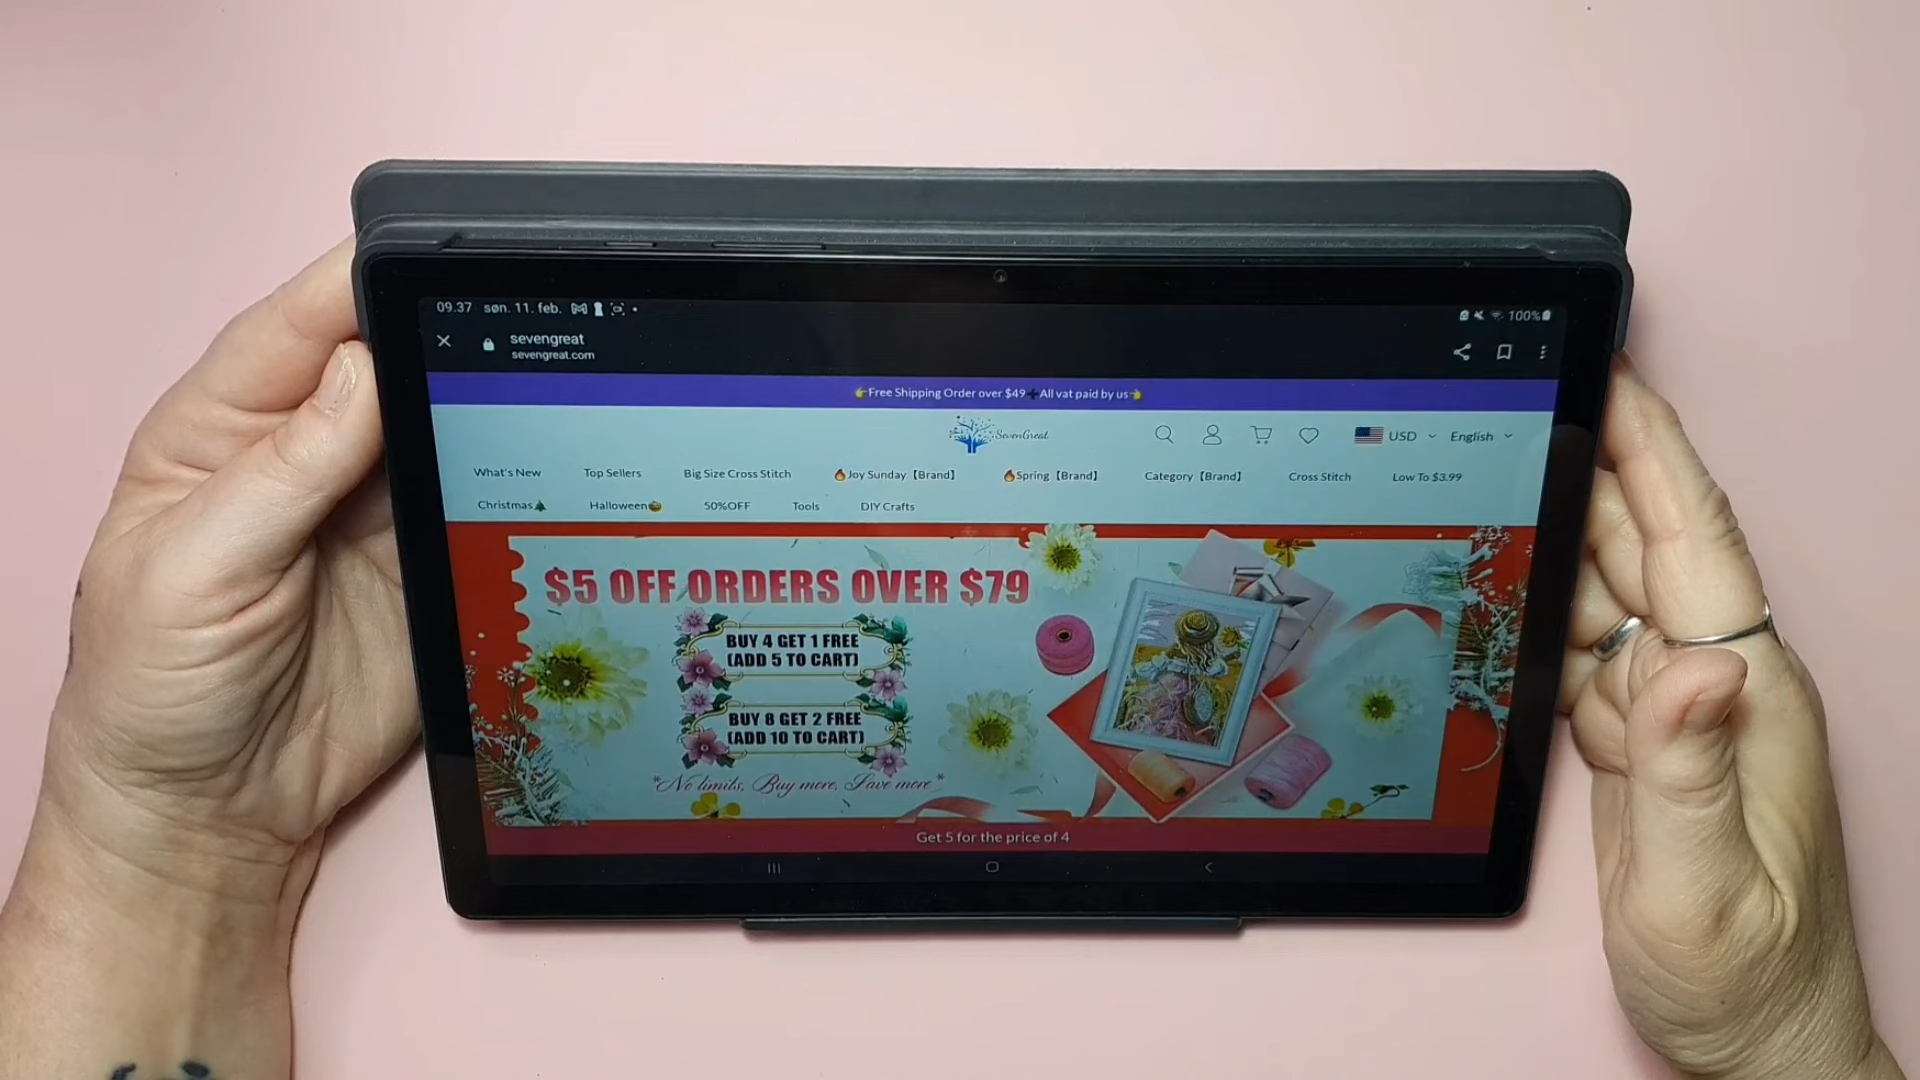 09.37 søn. 11. feb.
100%
sevengreat
sevengreat.com
👉Free Shipping Order over $49➕All vat paid by us👈
SevenGreat
USD
English
What's New
Top Sellers
Big Size Cross Stitch
🔥Joy Sunday【Brand】
🔥Spring【Brand】
Category【Brand】
Cross Stitch
Low To $3.99
Christmas🎄
Halloween🎃
50%OFF
Tools
DIY Crafts
$5 OFF ORDERS OVER $79
BUY 4 GET 1 FREE
(ADD 5 TO CART)
BUY 8 GET 2 FREE
(ADD 10 TO CART)
*No limits, Buy more, Save more*
Get 5 for the price of 4